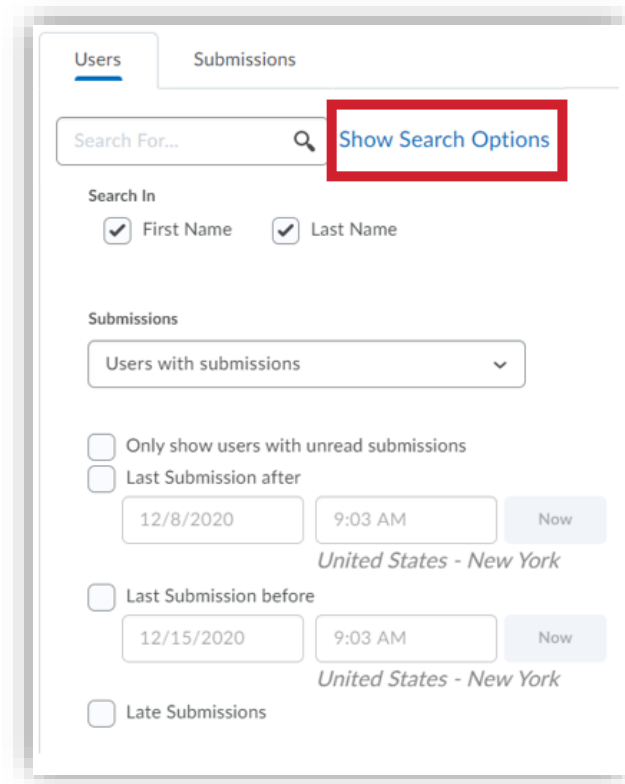 Users Submissions
Search For... Show Search Options
Search In
First Name Last Name
Submissions
Users with submissions
Only show users with unread submissions
Last Submission after
12/8/2020 9:03 AM Now
United States - New York
Last Submission before
12/15/2020 9:03 AM Now
United States - New York
Late Submissions